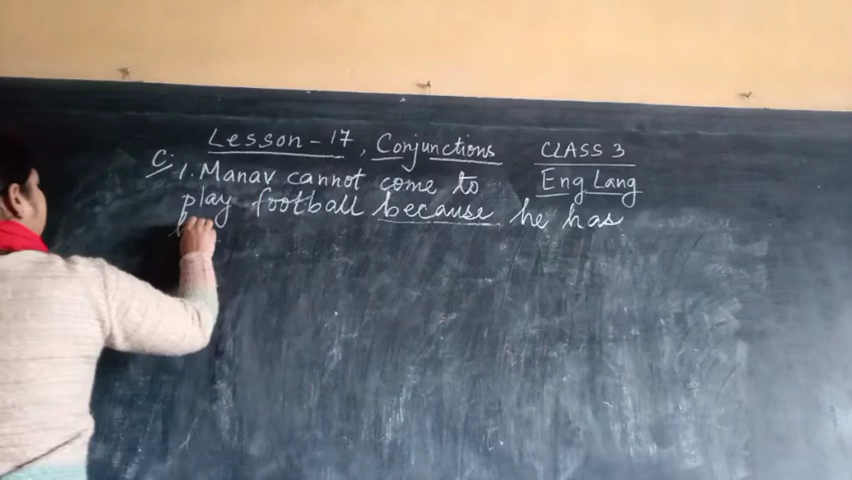 Lesson - 17, Conjunctions CLASS 3
Eng Lang
C. 1. Manav cannot come to
play football because he has